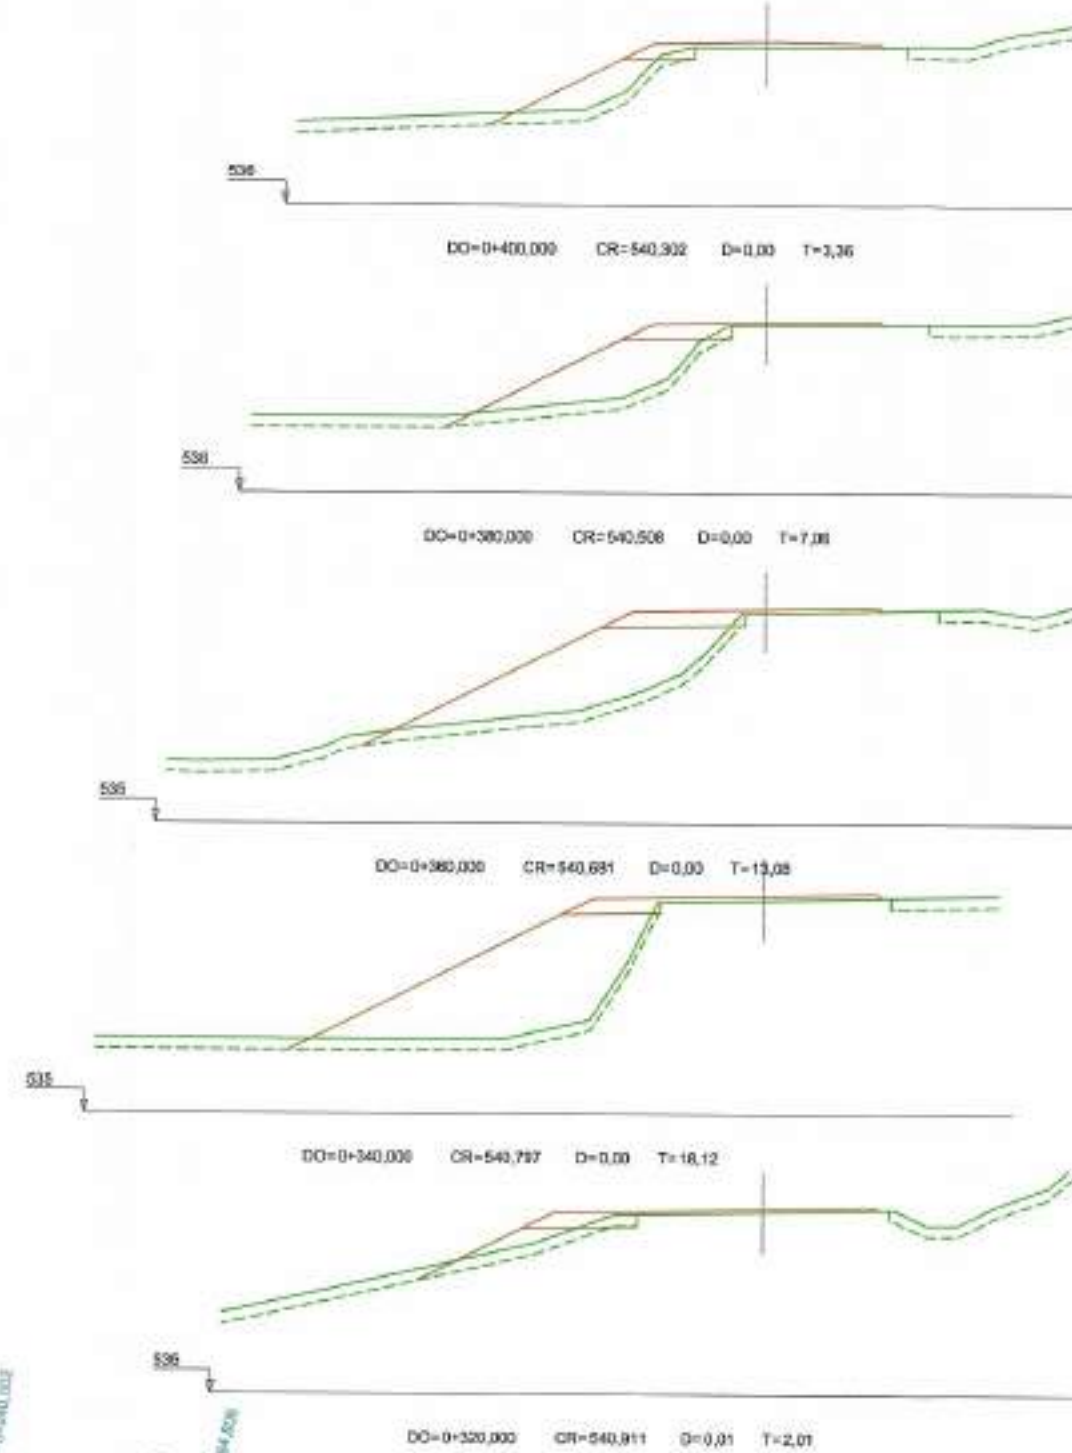 536
DO=0+400,000 CR=540,302 D=0,00 T=3,36
536
DO=0+380,000 CR=540,508 D=0,00 T=7,06
535
DO=0+360,000 CR=540,681 D=0,00 T=13,08
535
DO=0+340,000 CR=540,797 D=0,00 T=18,12
536
DO=0+320,000 CR=540,911 D=0,01 T=2,01